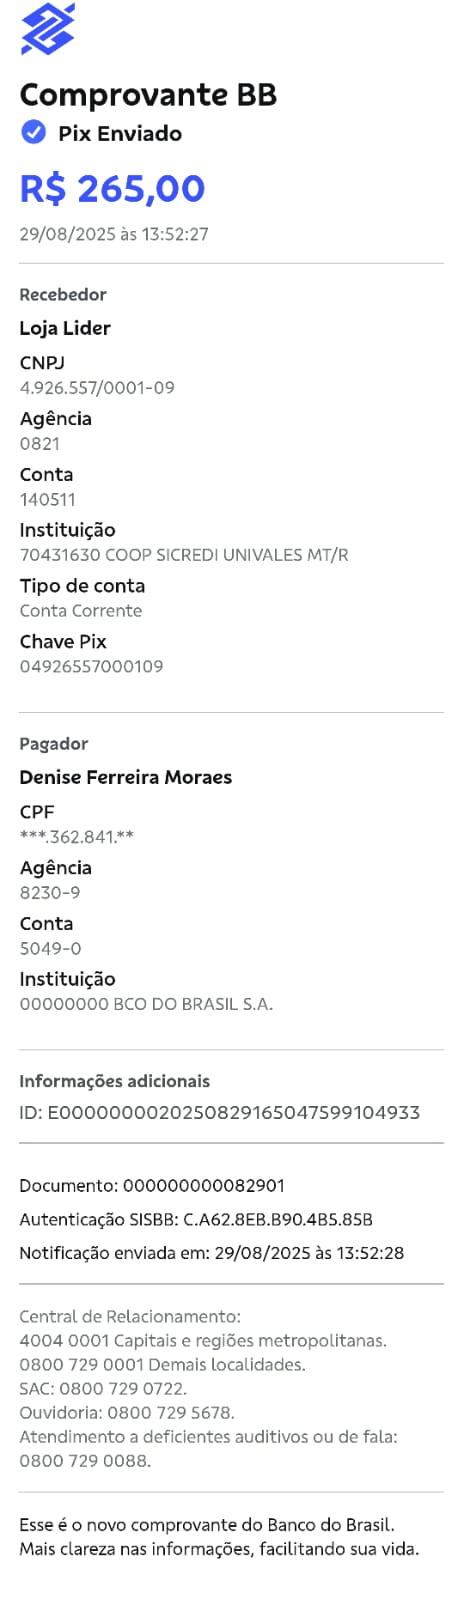 Comprovante BB
Pix Enviado
R$ 265,00
29/08/2025 às 13:52:27
Recebedor
Loja Lider
CNPJ
4.926.557/0001-09
Agência
0821
Conta
140511
Instituição
70431630 COOP SICREDI UNIVALES MT/R
Tipo de conta
Conta Corrente
Chave Pix
04926557000109
Pagador
Denise Ferreira Moraes
CPF
***.362.841.**
Agência
8230-9
Conta
5049-0
Instituição
00000000 BCO DO BRASIL S.A.
Informações adicionais
ID: E0000000020250829165047599104933
Documento: 000000000082901
Autenticação SISBB: C.A62.8EB.B90.4B5.85B
Notificação enviada em: 29/08/2025 às 13:52:28
Central de Relacionamento:
4004 0001 Capitais e regiões metropolitanas.
0800 729 0001 Demais localidades.
SAC: 0800 729 0722.
Ouvidoria: 0800 729 5678.
Atendimento a deficientes auditivos ou de fala:
0800 729 0088.
Esse é o novo comprovante do Banco do Brasil.
Mais clareza nas informações, facilitando sua vida.